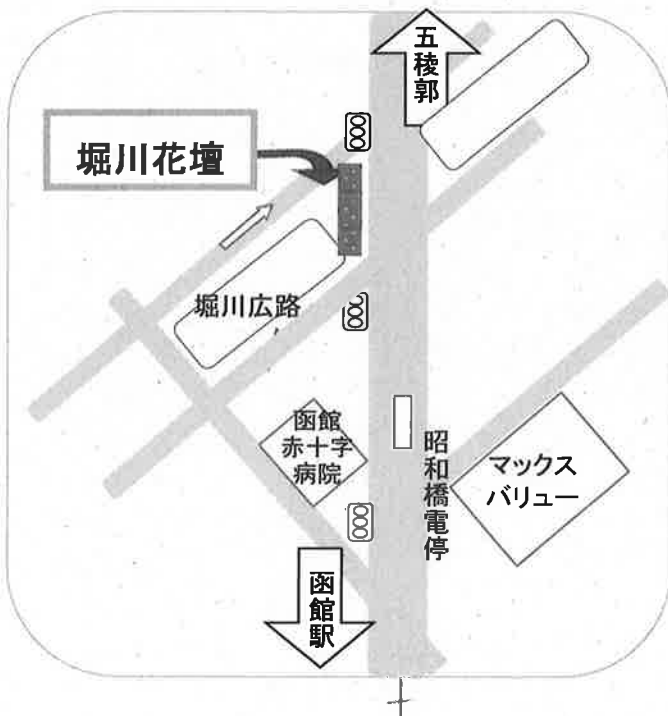 五稜郭
堀川花壇
堀川広路
函館
赤十字
病院
昭和橋電停
マックス
バリュー
函館駅